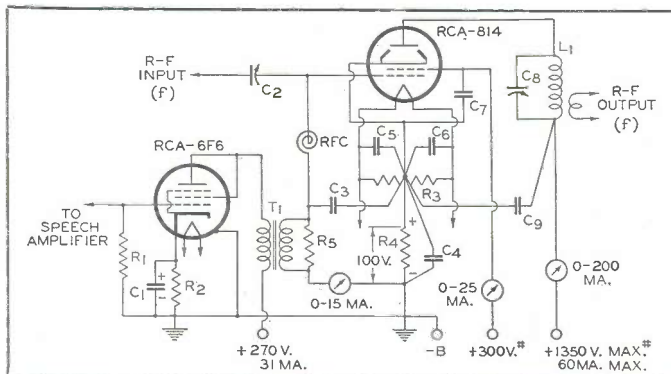 RCA-814
L1
RCA-6F6
R-F
INPUT
(f)
C2
C8
R-F
OUTPUT
(f)
C7
RFC
C5
C6
TO
SPEECH
AMPLIFIER
T1
C3
R3
C9
R1
R5
+
R4
100V.
-
C4
0-200
MA.
C1
+
-
R2
0-15 MA.
0-25
MA.
+270 V.
31 MA.
-B
+300V.#
+1350 V. MAX.#
60MA. MAX.